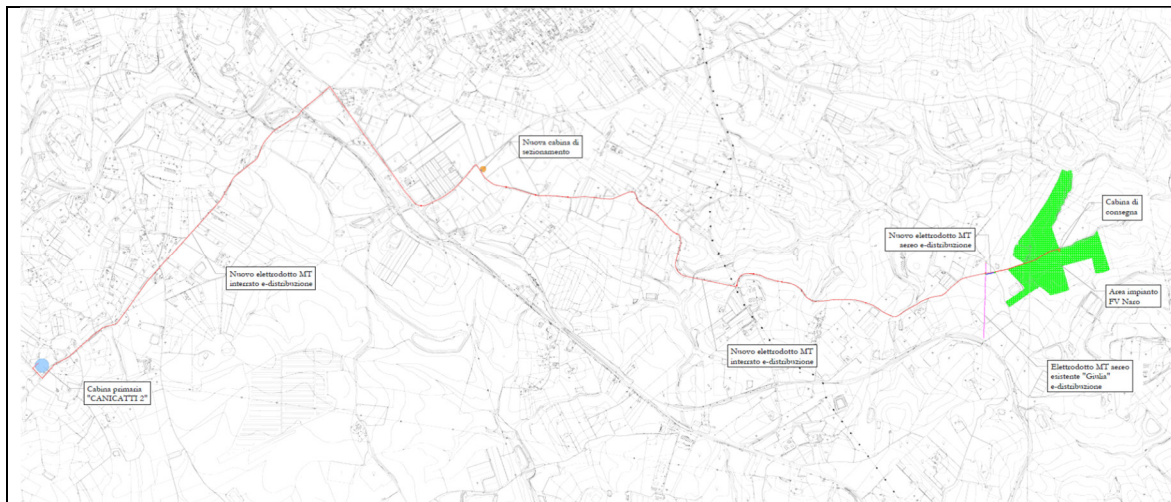 Nuova cabina di
sezionamento
Cabina di
consegna
Nuovo elettrodotto MT
aereo e-distribuzione
Nuovo elettrodotto MT
interrato e-distribuzione
Area impianto
FV Naro
Nuovo elettrodotto MT
interrato e-distribuzione
Elettrodotto MT aereo
esistente "Giulia"
e-distribuzione
Cabina primaria
"CANICATTI 2"